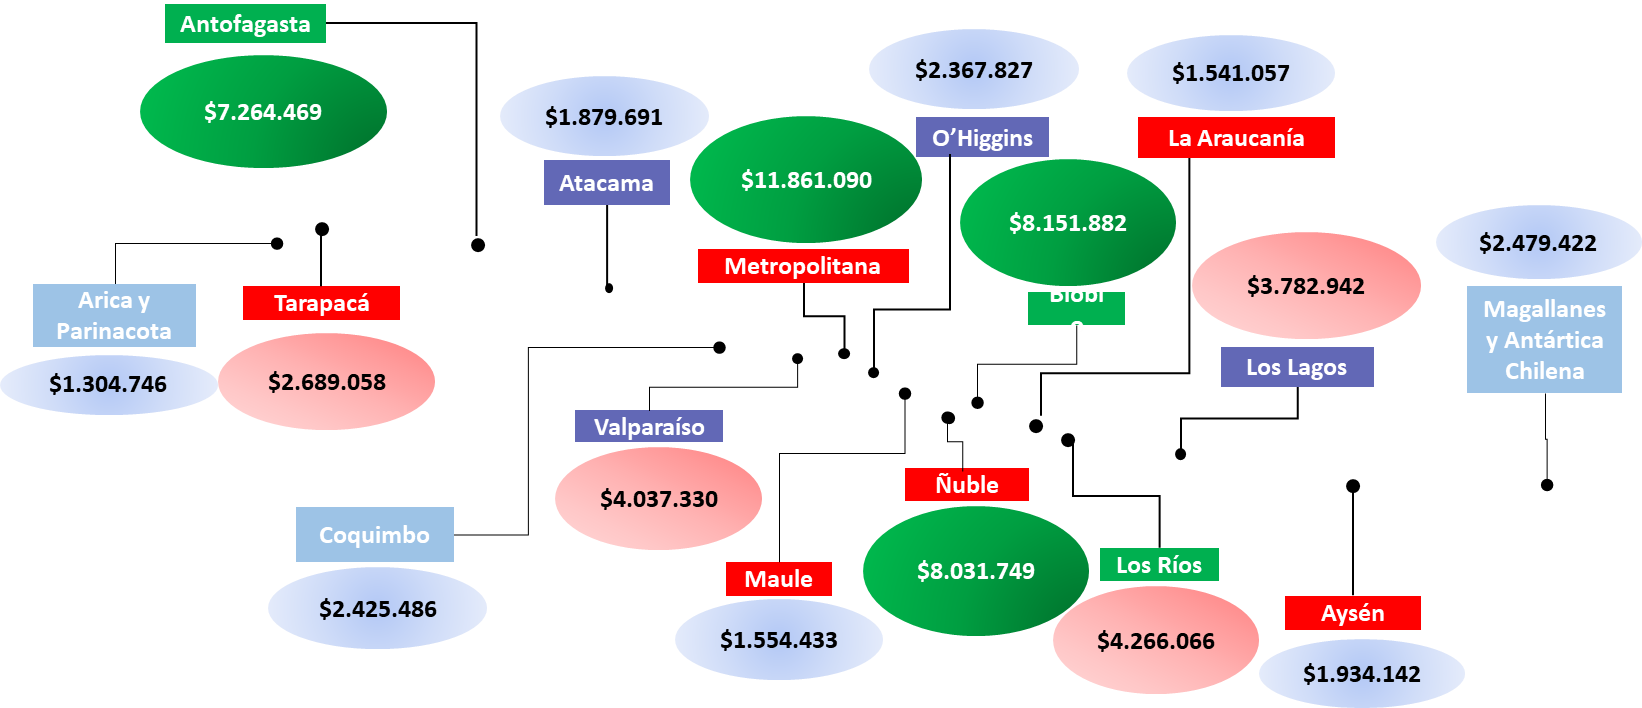 Antofagasta
$7.264.469
$1.879.691
Atacama
$11.861.090
Metropolitana
$2.367.827
O’Higgins
$8.151.882
$1.541.057
La Araucanía
$3.782.942
Los Lagos
$2.479.422
Magallanes
y Antártica
Chilena
Arica y
Parinacota
$1.304.746
Tarapacá
$2.689.058
Valparaíso
$4.037.330
Coquimbo
$2.425.486
Maule
$1.554.433
Ñuble
$8.031.749
Los Ríos
$4.266.066
Aysén
$1.934.142